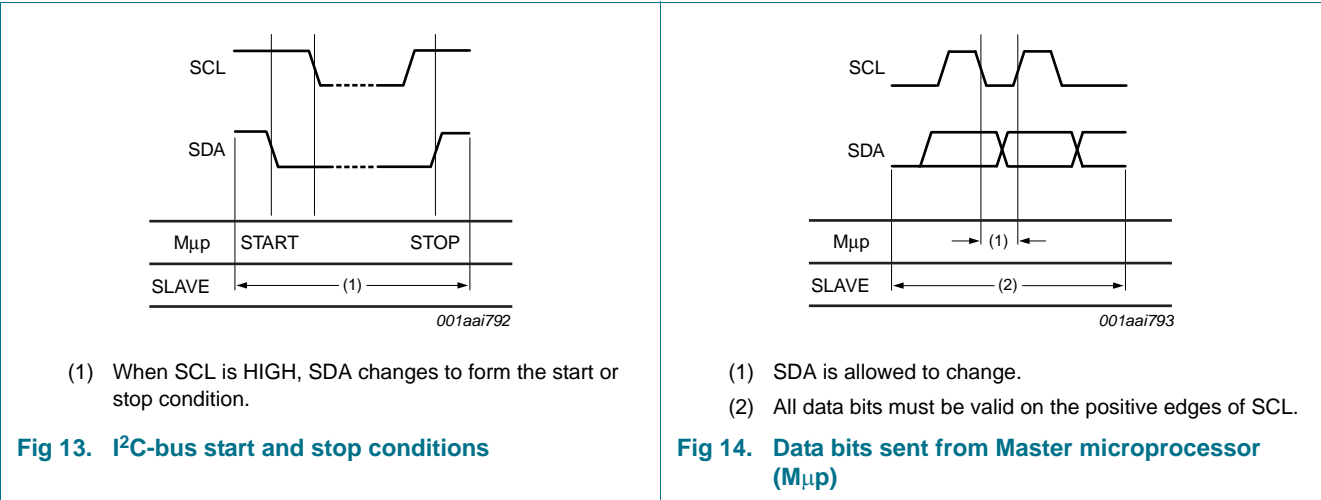 SCL
SDA
Mμp START STOP
SLAVE (1)
001aai792
(1) When SCL is HIGH, SDA changes to form the start or
stop condition.
Fig 13. I²C-bus start and stop conditions
SCL
SDA
Mμp (1)
SLAVE (2)
001aai793
(1) SDA is allowed to change.
(2) All data bits must be valid on the positive edges of SCL.
Fig 14. Data bits sent from Master microprocessor
(Mμp)